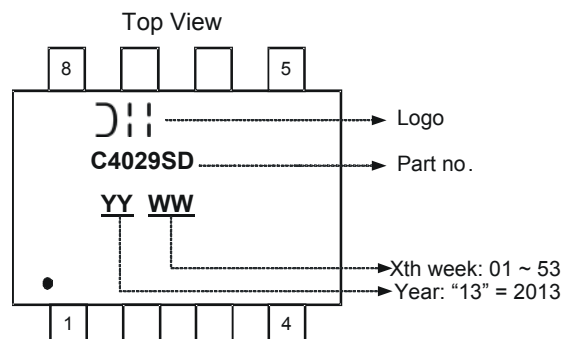 Top View
8 5
Logo
C4029SD Part no.
YY WW
Xth week: 01 ~ 53
Year: “13” = 2013
1 4